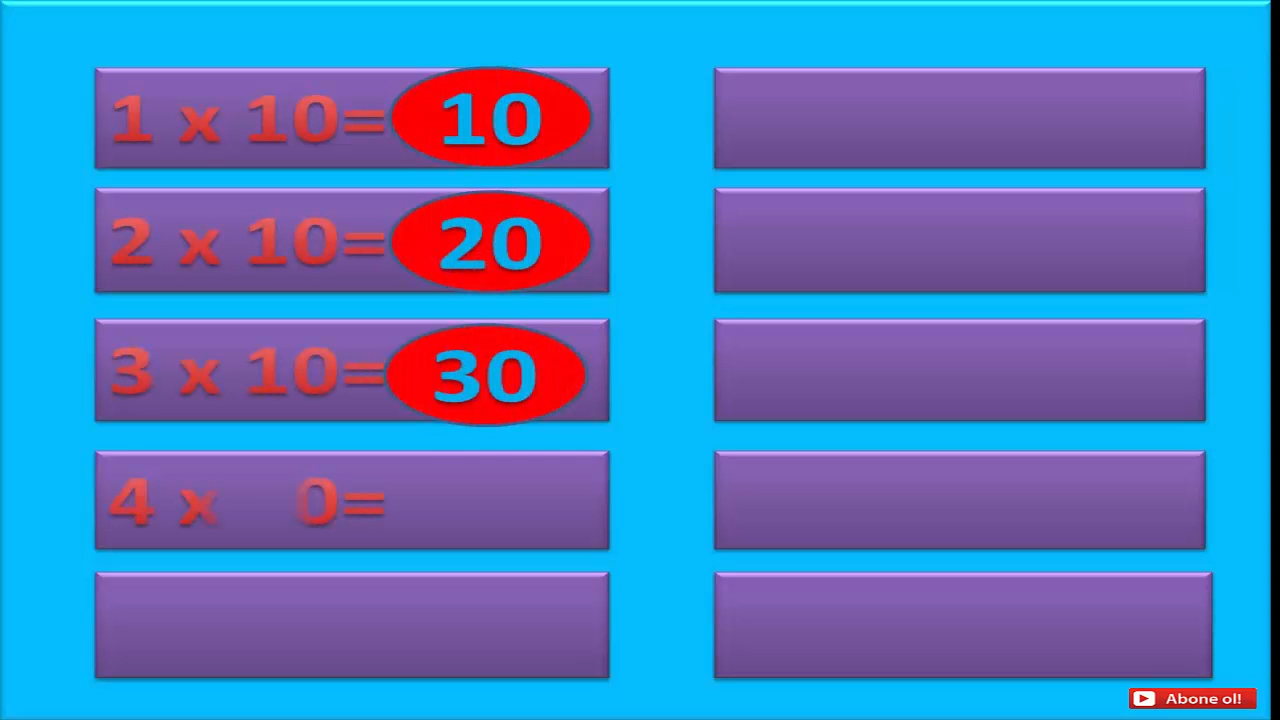 1 x 10= 10
2 x 10= 20
3 x 10= 30
4 x 0=
Abone ol!